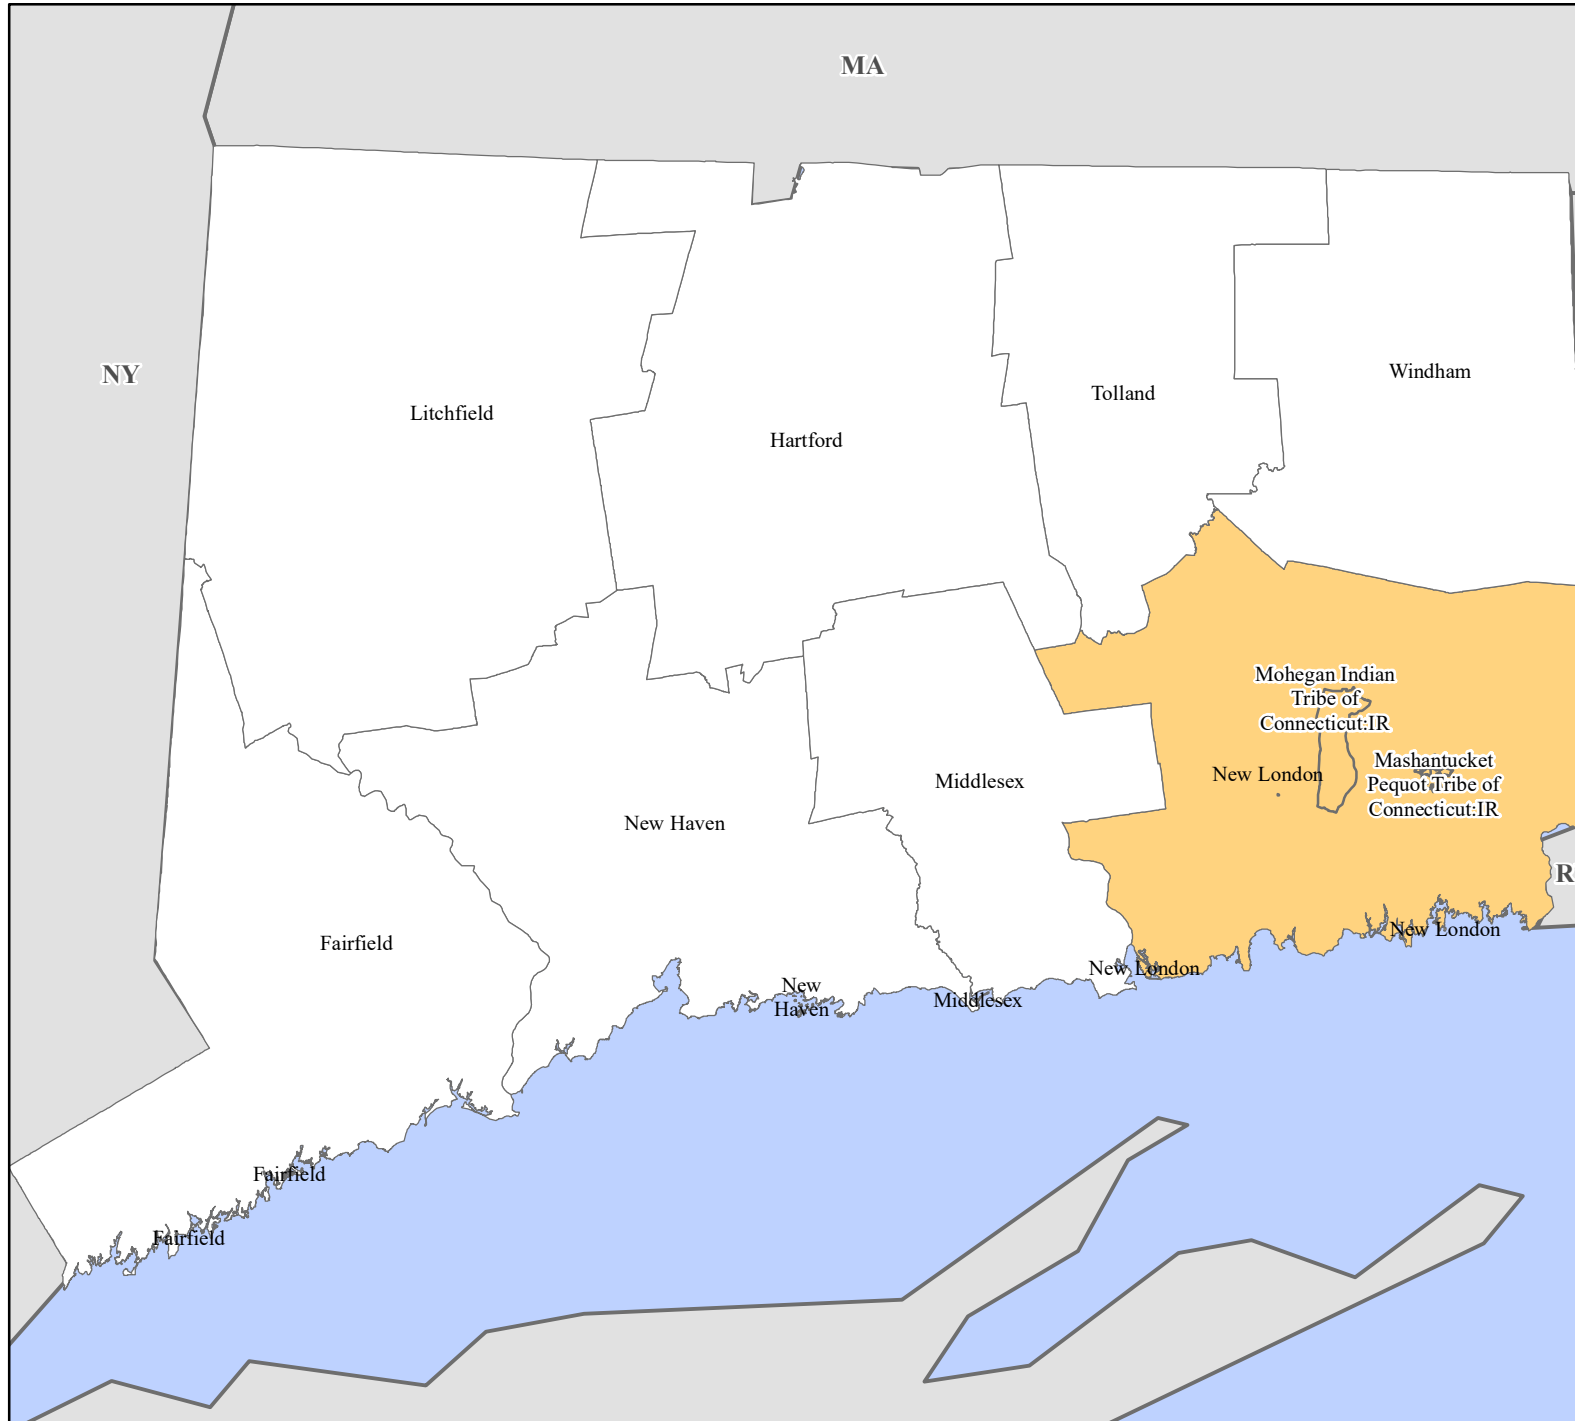 MA
NY
Windham
Tolland
Litchfield
Hartford
Mohegan Indian
Tribe of
Connecticut:IR
Mashantucket
Pequot Tribe of
Connecticut:IR
New London
Middlesex
New Haven
R
New London
Fairfield
New London
New
Haven
Middlesex
Fairfield
Fairfield